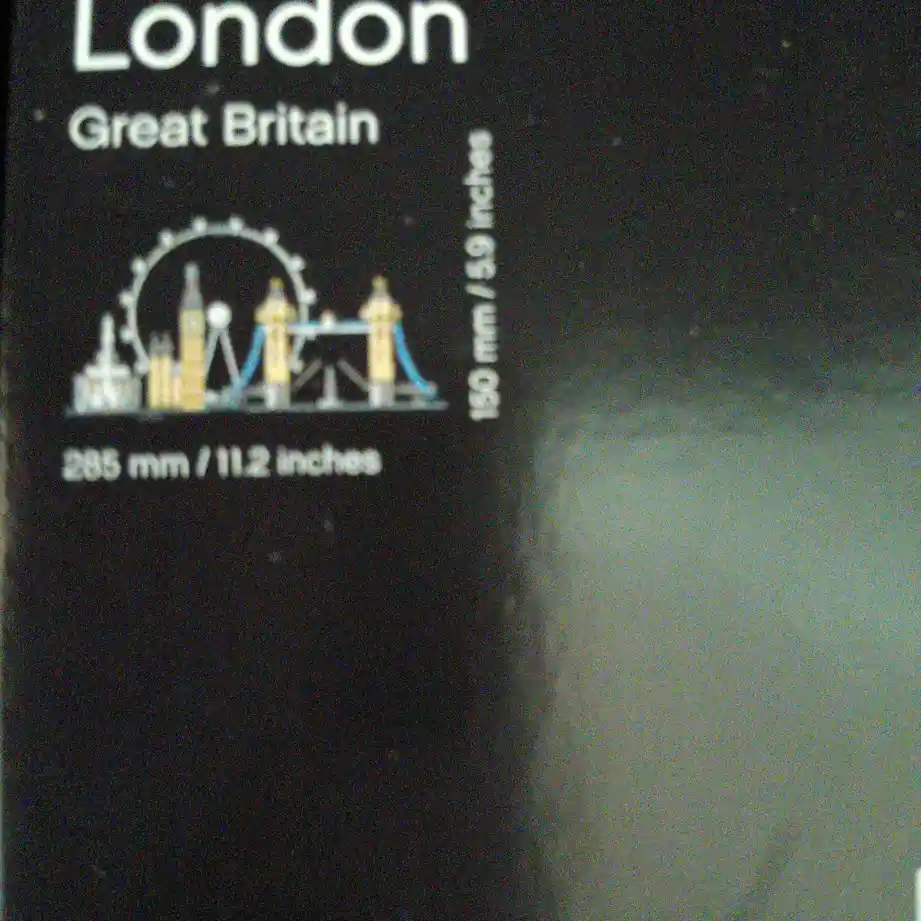 London
Great Britain
150 mm / 5.9 inches
285 mm / 11.2 inches